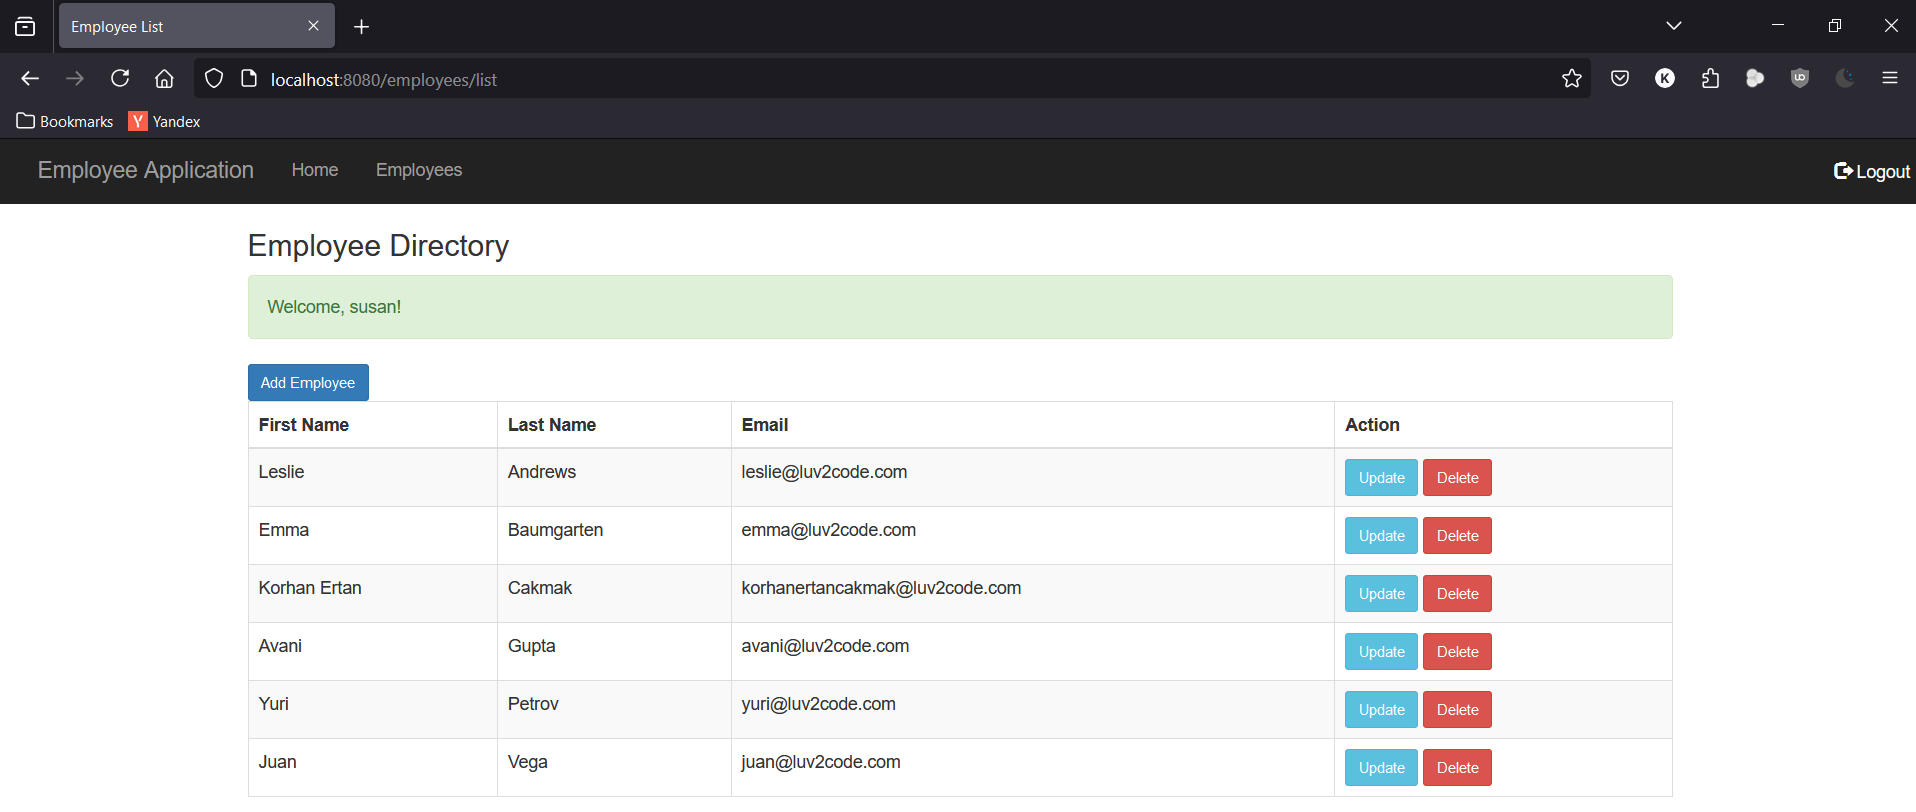 Employee List
localhost:8080/employees/list
K
Bookmarks Y Yandex
Employee Application Home Employees Logout
Employee Directory
Welcome, susan!
Add Employee
First Name Last Name Email Action
Leslie Andrews leslie@luv2code.com Update Delete
Emma Baumgarten emma@luv2code.com Update Delete
Korhan Ertan Cakmak korhanertancakmak@luv2code.com Update Delete
Avani Gupta avani@luv2code.com Update Delete
Yuri Petrov yuri@luv2code.com Update Delete
Juan Vega juan@luv2code.com Update Delete